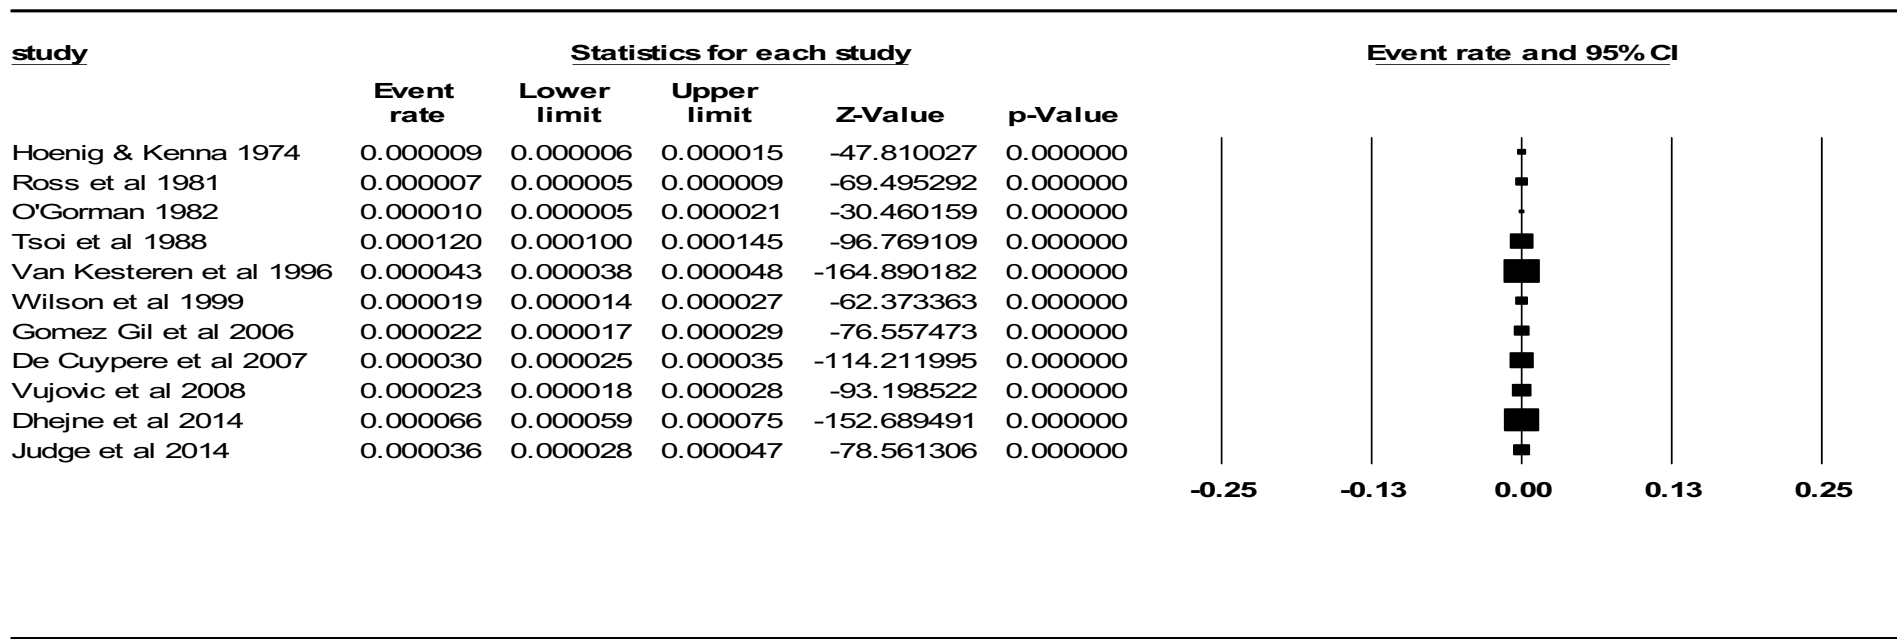 study Statistics for each study Event rate and 95% CI
Event Lower Upper
rate limit limit Z-Value p-Value
Hoenig & Kenna 1974 0.000009 0.000006 0.000015 -47.810027 0.000000
Ross et al 1981 0.000007 0.000005 0.000009 -69.495292 0.000000
O'Gorman 1982 0.000010 0.000005 0.000021 -30.460159 0.000000
Tsoi et al 1988 0.000120 0.000100 0.000145 -96.769109 0.000000
Van Kesteren et al 1996 0.000043 0.000038 0.000048 -164.890182 0.000000
Wilson et al 1999 0.000019 0.000014 0.000027 -62.373363 0.000000
Gomez Gil et al 2006 0.000022 0.000017 0.000029 -76.557473 0.000000
De Cuypere et al 2007 0.000030 0.000025 0.000035 -114.211995 0.000000
Vujovic et al 2008 0.000023 0.000018 0.000028 -93.198522 0.000000
Dhejne et al 2014 0.000066 0.000059 0.000075 -152.689491 0.000000
Judge et al 2014 0.000036 0.000028 0.000047 -78.561306 0.000000
-0.25 -0.13 0.00 0.13 0.25